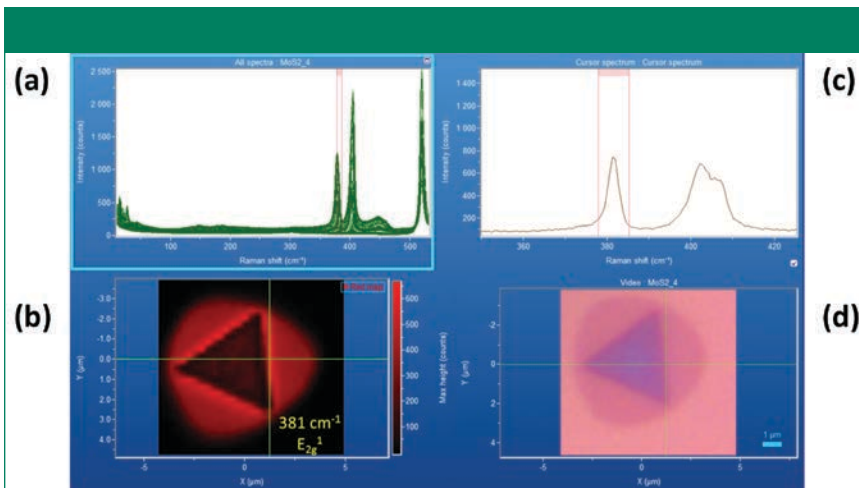 (a)
All spectra : MoS2_4
Intensity (counts)
2 500
2 000
1 500
1 000
500
0
100
200
300
400
500
Raman shift (cm⁻¹)
(c)
Cursor spectrum : Cursor spectrum
Intensity (counts)
1 400
1 200
1 000
800
600
400
200
360
380
400
420
Raman shift (cm⁻¹)
(b)
Y (µm)
-3.0
-2.0
-1.0
0.0
1.0
2.0
3.0
4.0
381 cm⁻¹
E₂g¹
-5
0
5
X (µm)
600
500
400
300
200
100
Max height (counts)
(d)
Video : MoS2_4
Y (µm)
-2
0
2
4
1 µm
-5
0
5
X (µm)